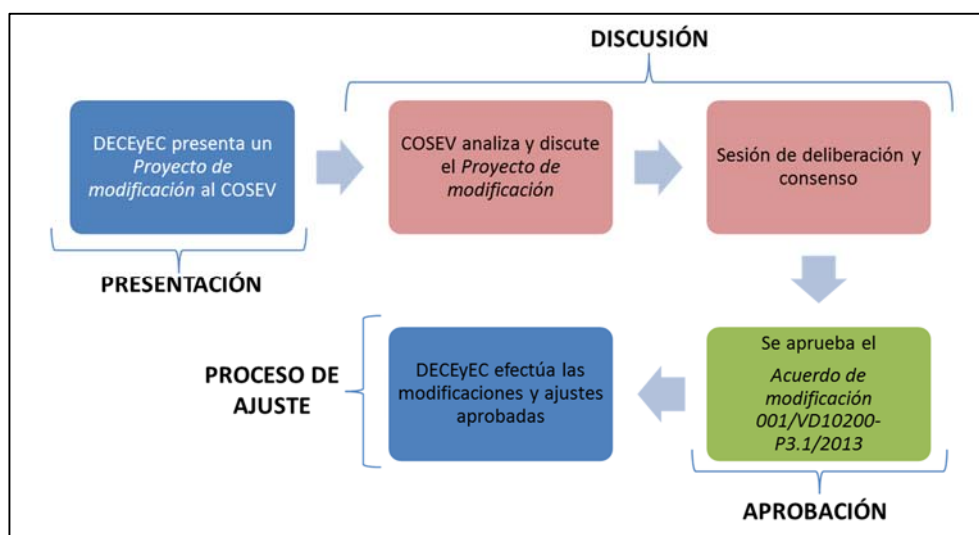 DISCUSIÓN
DECEyEC presenta un
Proyecto de
modificación al COSEV
COSEV analiza y discute
el Proyecto de
modificación
Sesión de deliberación y
consenso
PRESENTACIÓN
Se aprueba el
Acuerdo de
modificación
001/VD10200-
P3.1/2013
APROBACIÓN
DECEyEC efectúa las
modificaciones y ajustes
aprobadas
PROCESO DE
AJUSTE